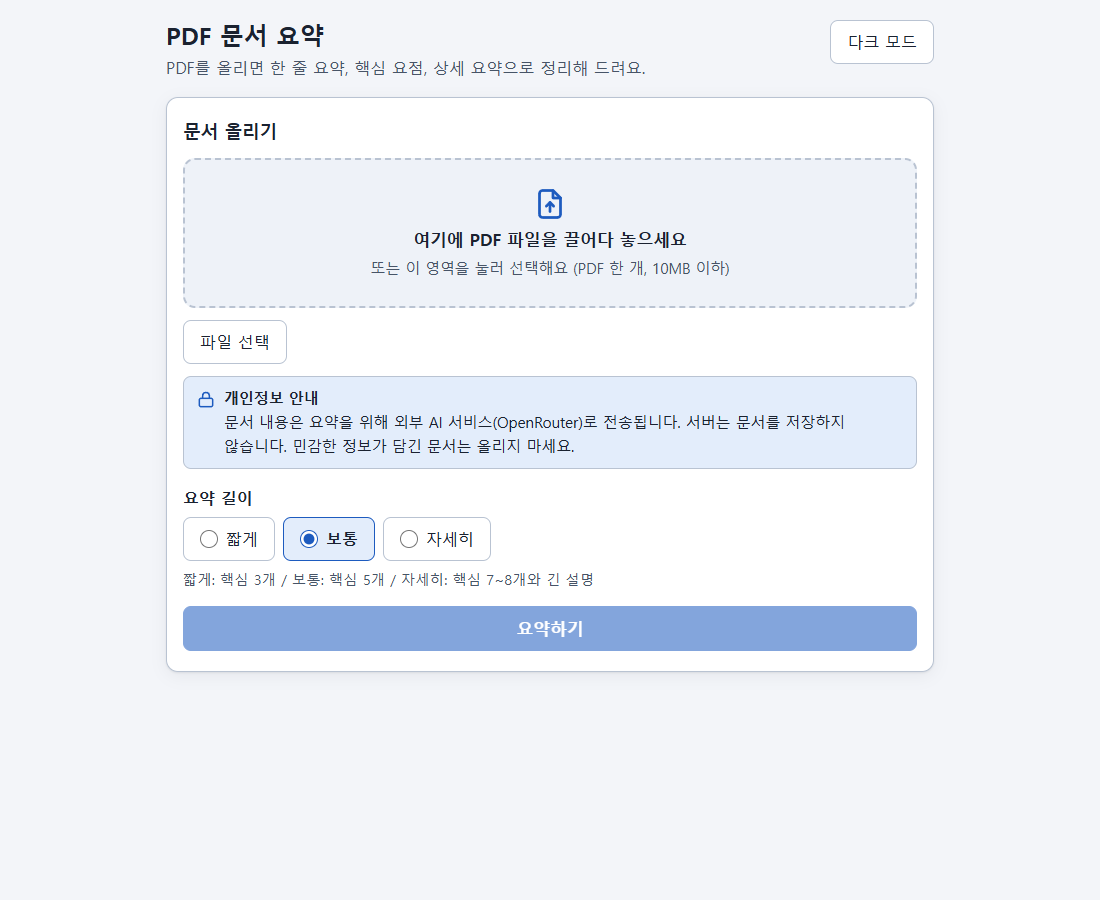 PDF 문서 요약
다크 모드
PDF를 올리면 한 줄 요약, 핵심 요점, 상세 요약으로 정리해 드려요.
문서 올리기
여기에 PDF 파일을 끌어다 놓으세요
또는 이 영역을 눌러 선택해요 (PDF 한 개, 10MB 이하)
파일 선택
개인정보 안내
문서 내용은 요약을 위해 외부 AI 서비스(OpenRouter)로 전송됩니다. 서버는 문서를 저장하지
않습니다. 민감한 정보가 담긴 문서는 올리지 마세요.
요약 길이
짧게
보통
자세히
짧게: 핵심 3개 / 보통: 핵심 5개 / 자세히: 핵심 7~8개와 긴 설명
요약하기